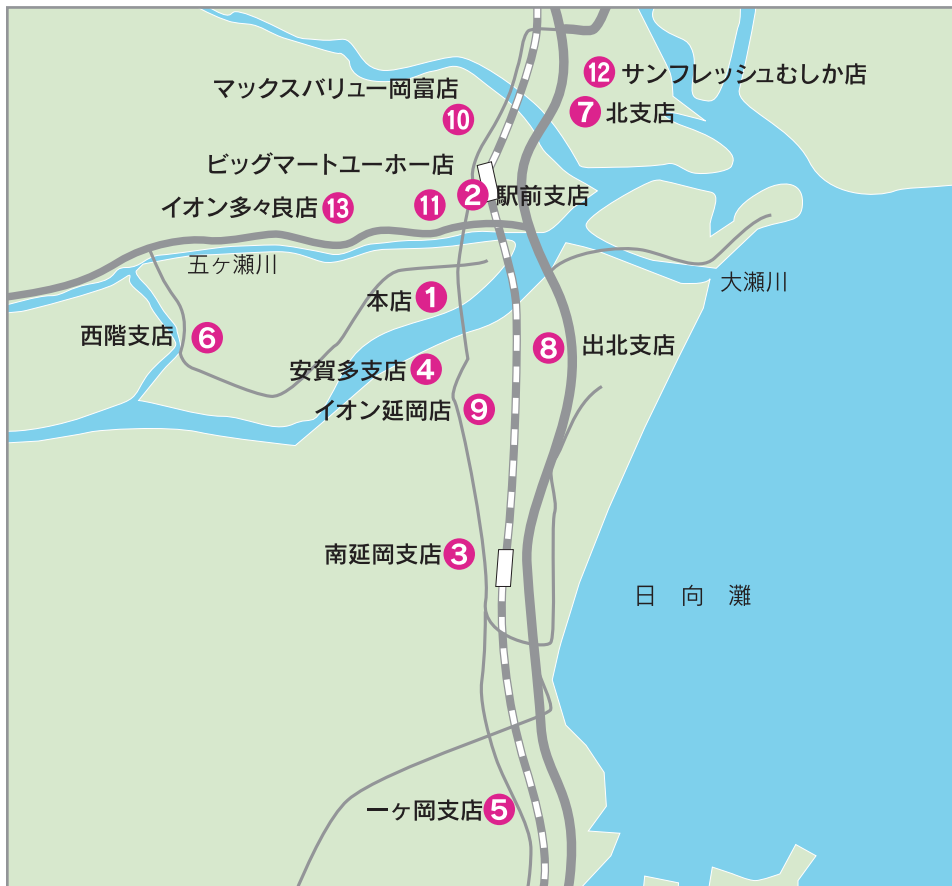 ⑫ サンフレッシュむしか店
マックスバリュー岡富店
⑩
⑦ 北支店
ビッグマートユーホー店
⑪
② 駅前支店
イオン多々良店 ⑬
五ヶ瀬川
大瀬川
本店 ①
西階支店 ⑥
⑧ 出北支店
安賀多支店 ④
イオン延岡店 ⑨
南延岡支店 ③
日向灘
一ヶ岡支店 ⑤